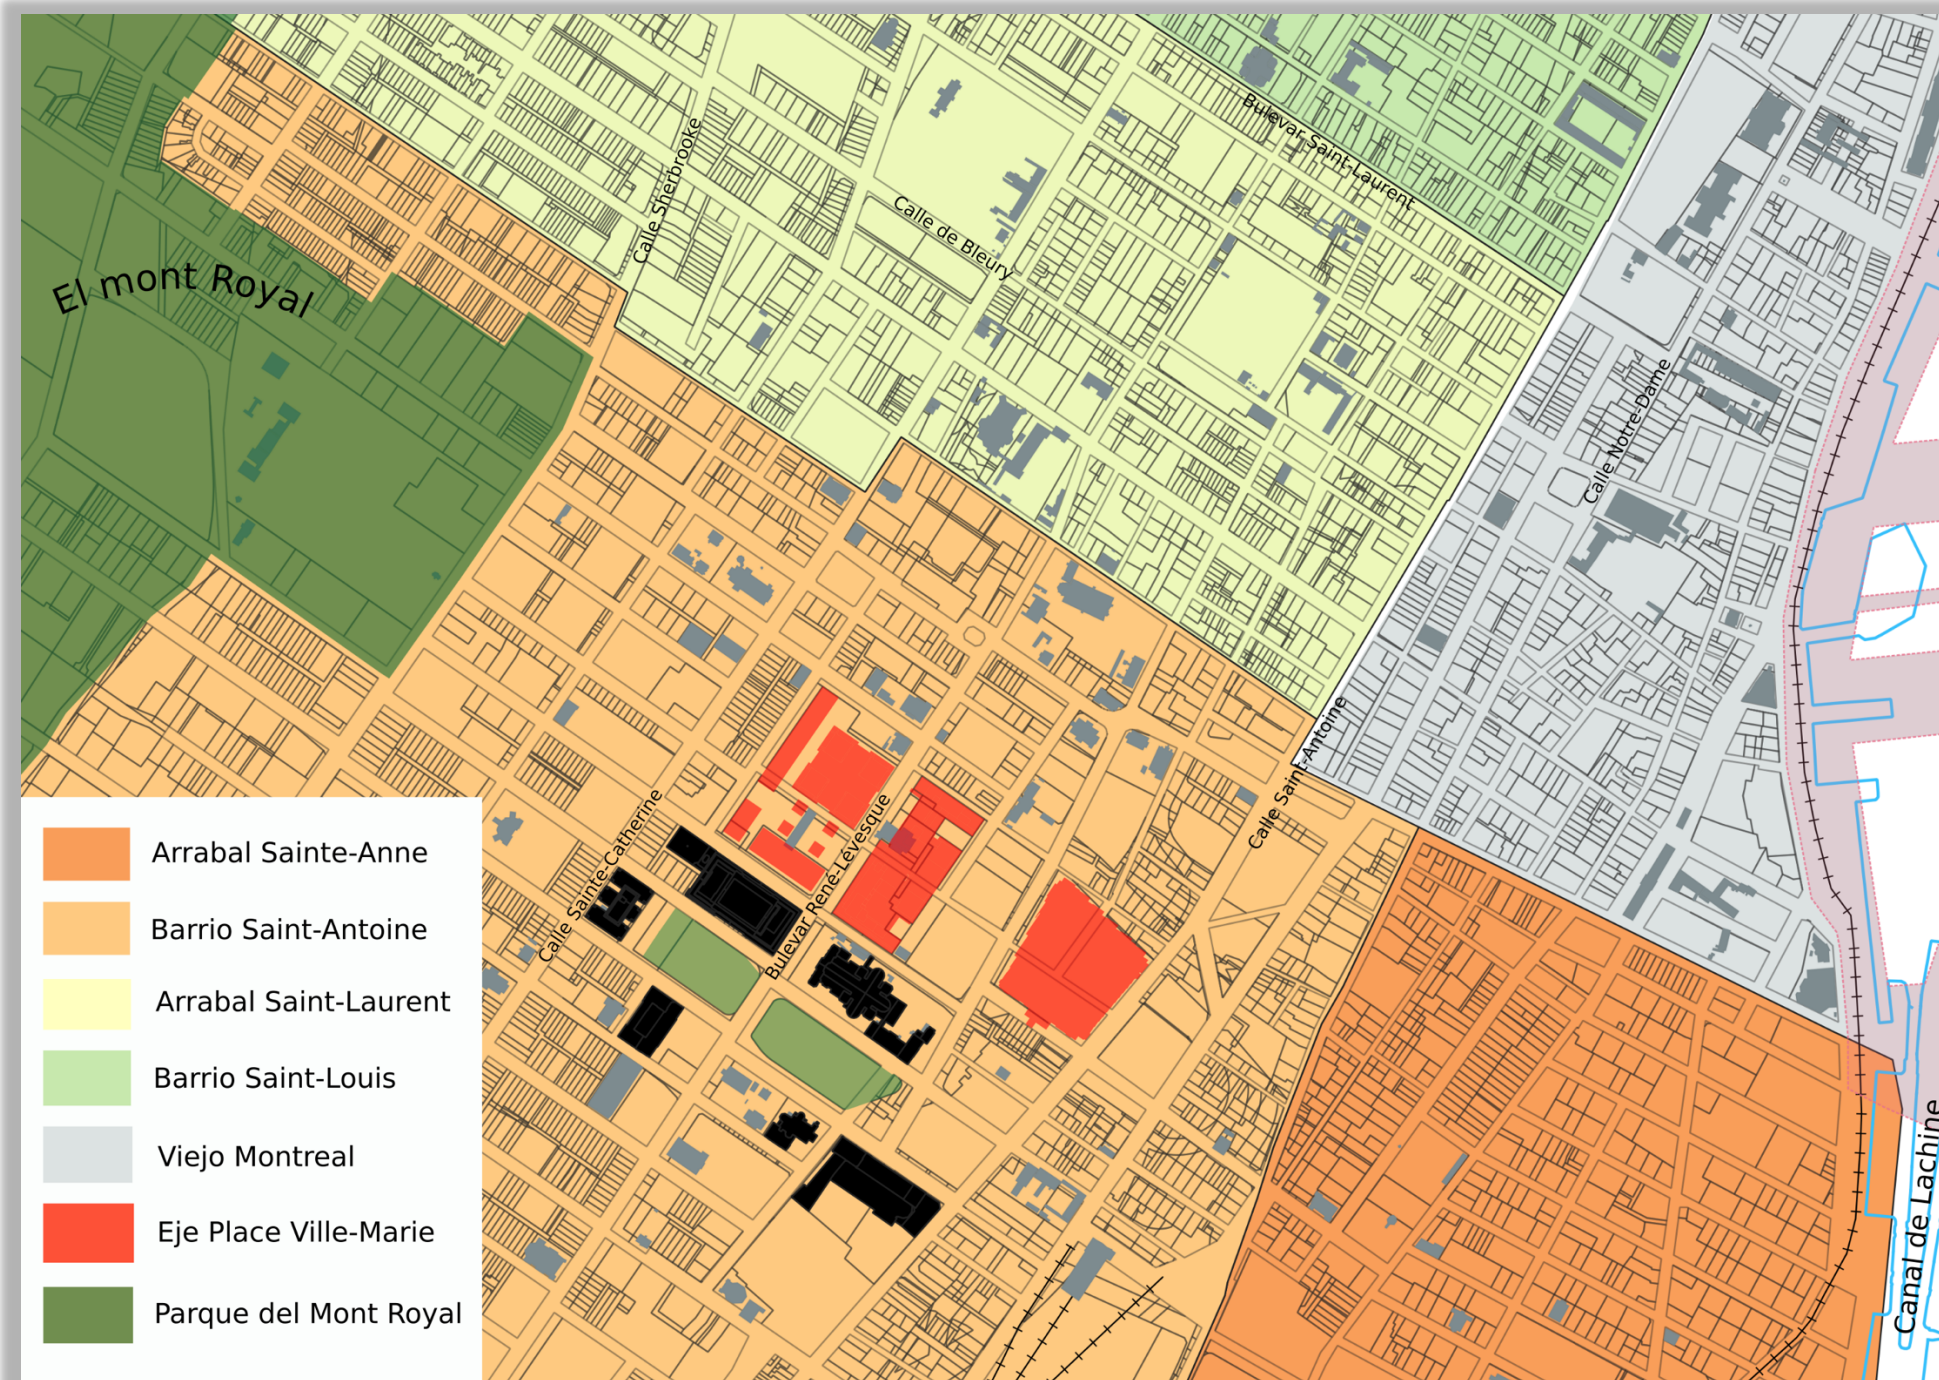 Bulevar Saint-Laurent
Calle Sherbrooke
Calle de Bleury
El mont Royal
Calle Notre-Dame
Calle Saint-Antoine
Calle Sainte-Catherine
Bulevar René-Lévesque
Canal de Lachine
Arrabal Sainte-Anne
Barrio Saint-Antoine
Arrabal Saint-Laurent
Barrio Saint-Louis
Viejo Montreal
Eje Place Ville-Marie
Parque del Mont Royal